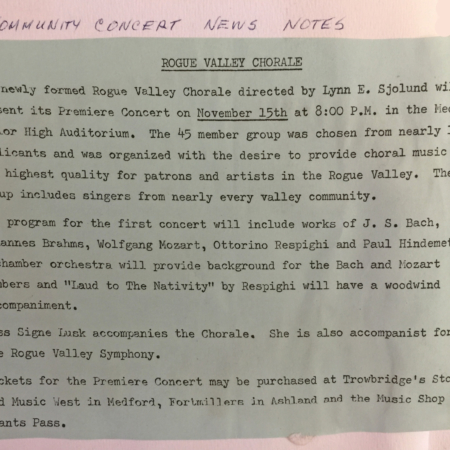 OMMUNITY CONCERT NEWS NOTES
ROGUE VALLEY CHORALE
newly formed Rogue Valley Chorale directed by Lynn E. Sjolund wil
sent its Premiere Concert on November 15th at 8:00 P.M. in the Med
ior High Auditorium. The 45 member group was chosen from nearly 1
licants and was organized with the desire to provide choral music
highest quality for patrons and artists in the Rogue Valley. The
up includes singers from nearly every valley community.
program for the first concert will include works of J. S. Bach,
annes Brahms, Wolfgang Mozart, Ottorino Respighi and Paul Hindemet
chamber orchestra will provide background for the Bach and Mozart
mbers and "Laud to The Nativity" by Respighi will have a woodwind
companiment.
ss Signe Lusk accompanies the Chorale. She is also accompanist for
e Rogue Valley Symphony.
ckets for the Premiere Concert may be purchased at Trowbridge's Sto
d Music West in Medford, Fortmillers in Ashland and the Music Shop
ants Pass.